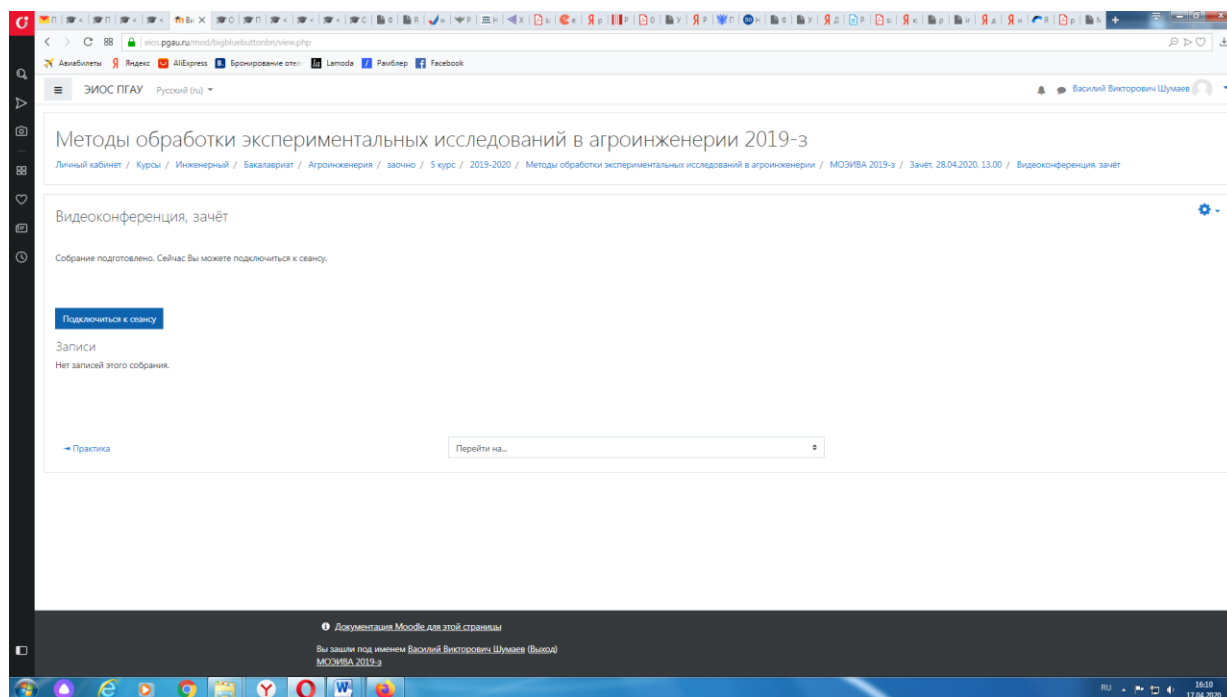 eios.pgau.ru/mod/bigbluebuttonbn/view.php
Авиабилеты Яндекс AliExpress Бронирование отел Lamoda Рамблер Facebook
ЭИОС ПГАУ Русский (ru) Василий Викторович Шумаев
Методы обработки экспериментальных исследований в агроинженерии 2019-з
Личный кабинет / Курсы / Инженерный / Бакалавриат / Агроинженерия / заочно / 5 курс / 2019-2020 / Методы обработки экспериментальных исследований в агроинженерии / МОЭИВА 2019-з / Зачёт, 28.04.2020, 13.00 / Видеоконференция, зачёт
Видеоконференция, зачёт
Собрание подготовлено. Сейчас Вы можете подключиться к сеансу.
Подключиться к сеансу
Записи
Нет записей этого собрания.
◄ Практика Перейти на...
Документация Moodle для этой страницы
Вы зашли под именем Василий Викторович Шумаев (Выход)
МОЭИВА 2019-з
RU 16:10
17.04.2020